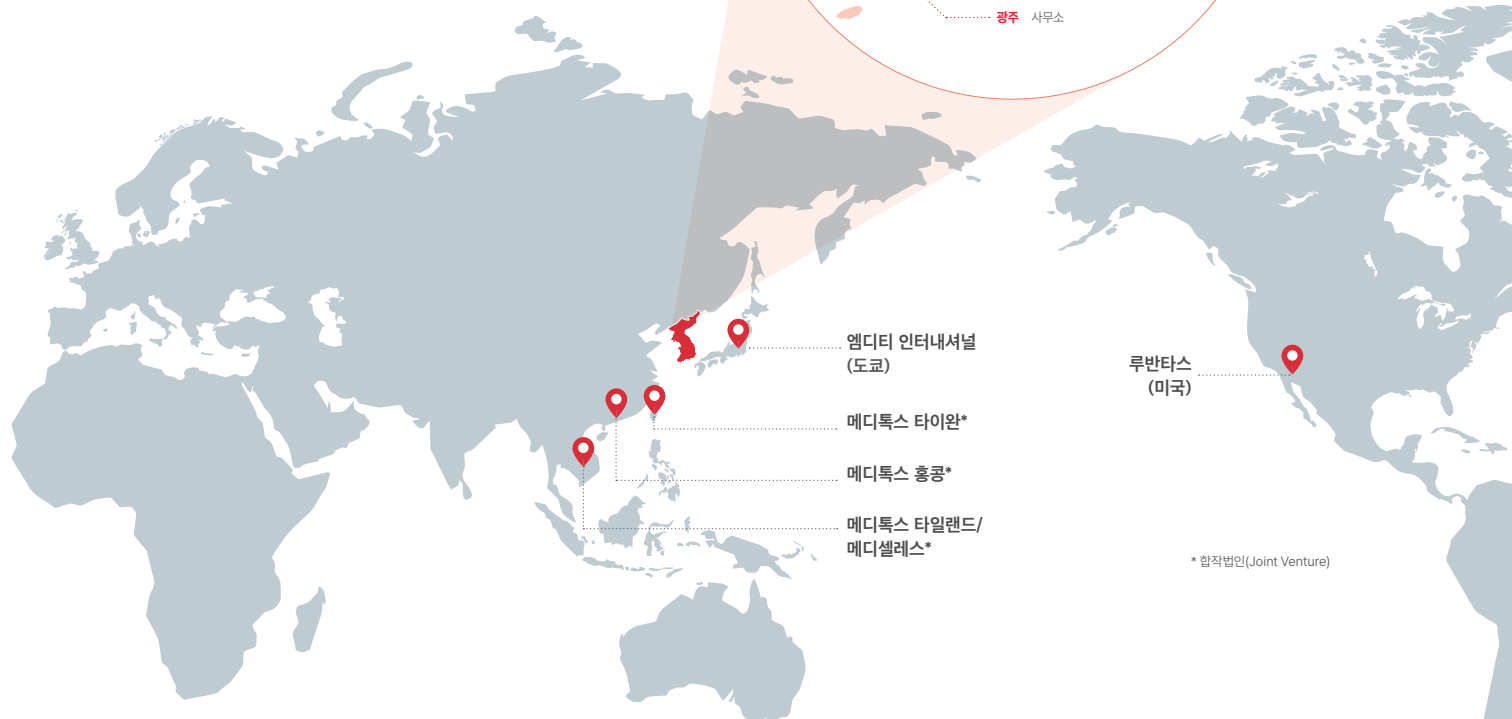 광주 사무소
엠디티 인터내셔널
(도쿄)
루반타스
(미국)
메디톡스 타이완*
메디톡스 홍콩*
메디톡스 타일랜드/
메디셀레스*
* 합작법인(Joint Venture)